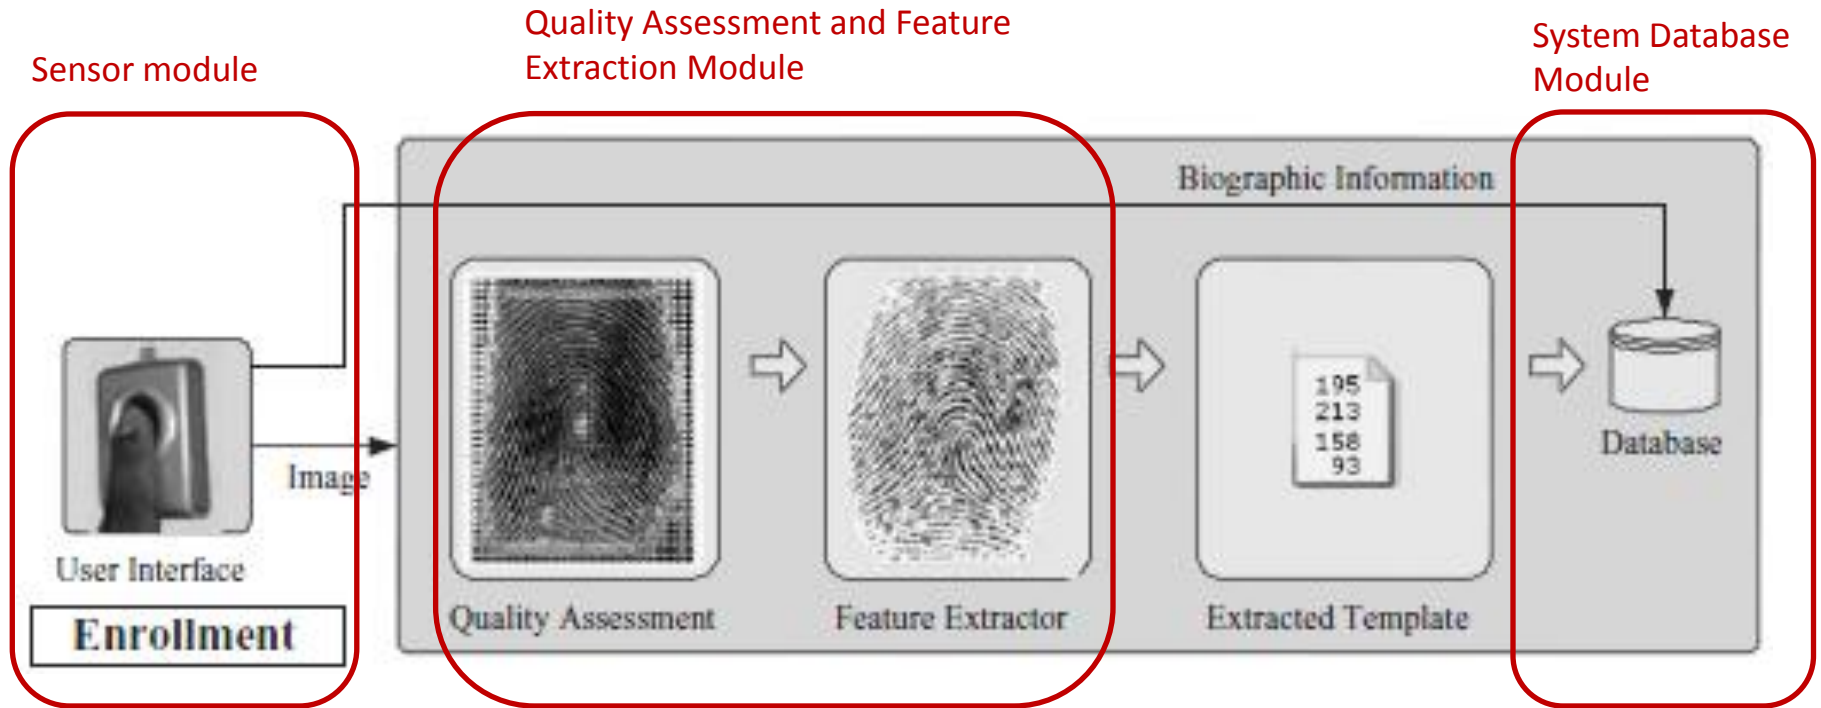 Quality Assessment and Feature
Extraction Module
System Database
Module
Sensor module
Biographic Information
195
213
158
93
Image
Database
User Interface
Quality Assessment
Feature Extractor
Extracted Template
Enrollment